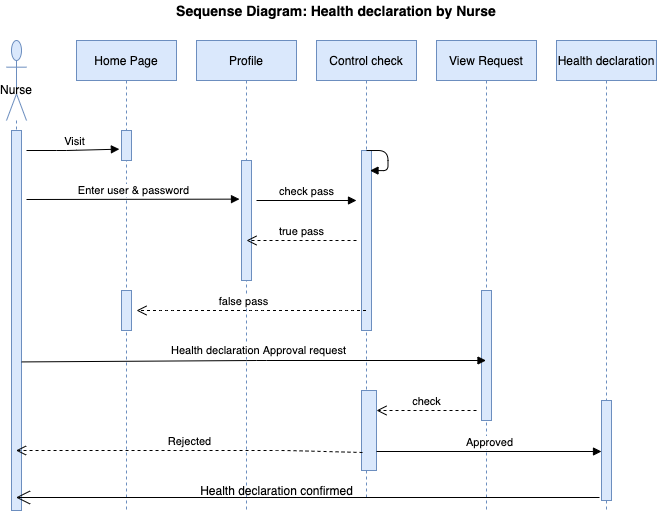 Sequense Diagram: Health declaration by Nurse
Nurse
Home Page
Profile
Control check
View Request
Health declaration
Visit
Enter user & password
check pass
true pass
false pass
Health declaration Approval request
check
Rejected
Approved
Health declaration confirmed